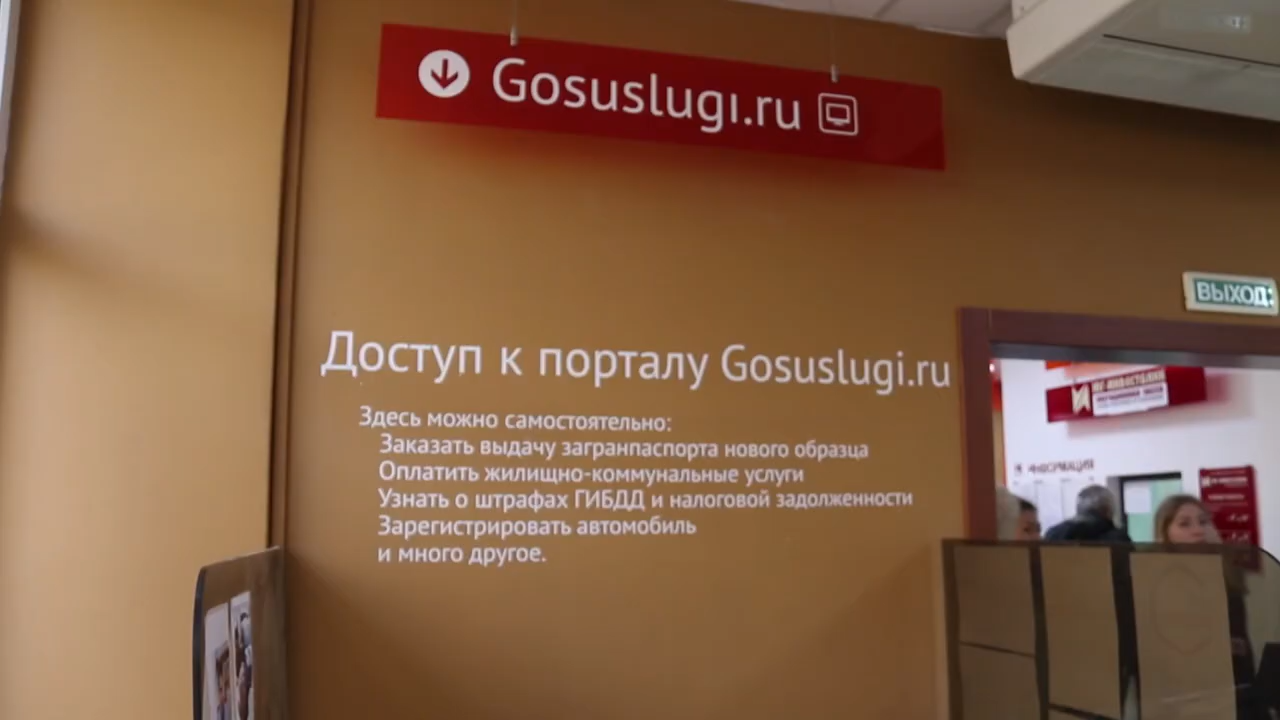 Gosuslugi.ru
Доступ к порталу Gosuslugi.ru
Здесь можно самостоятельно:
Заказать выдачу загранпаспорта нового образца
Оплатить жилищно-коммунальные услуги
Узнать о штрафах ГИБДД и налоговой задолженности
Зарегистрировать автомобиль
и много другое.
ВЫХОД
ИНФОРМАЦИЯ